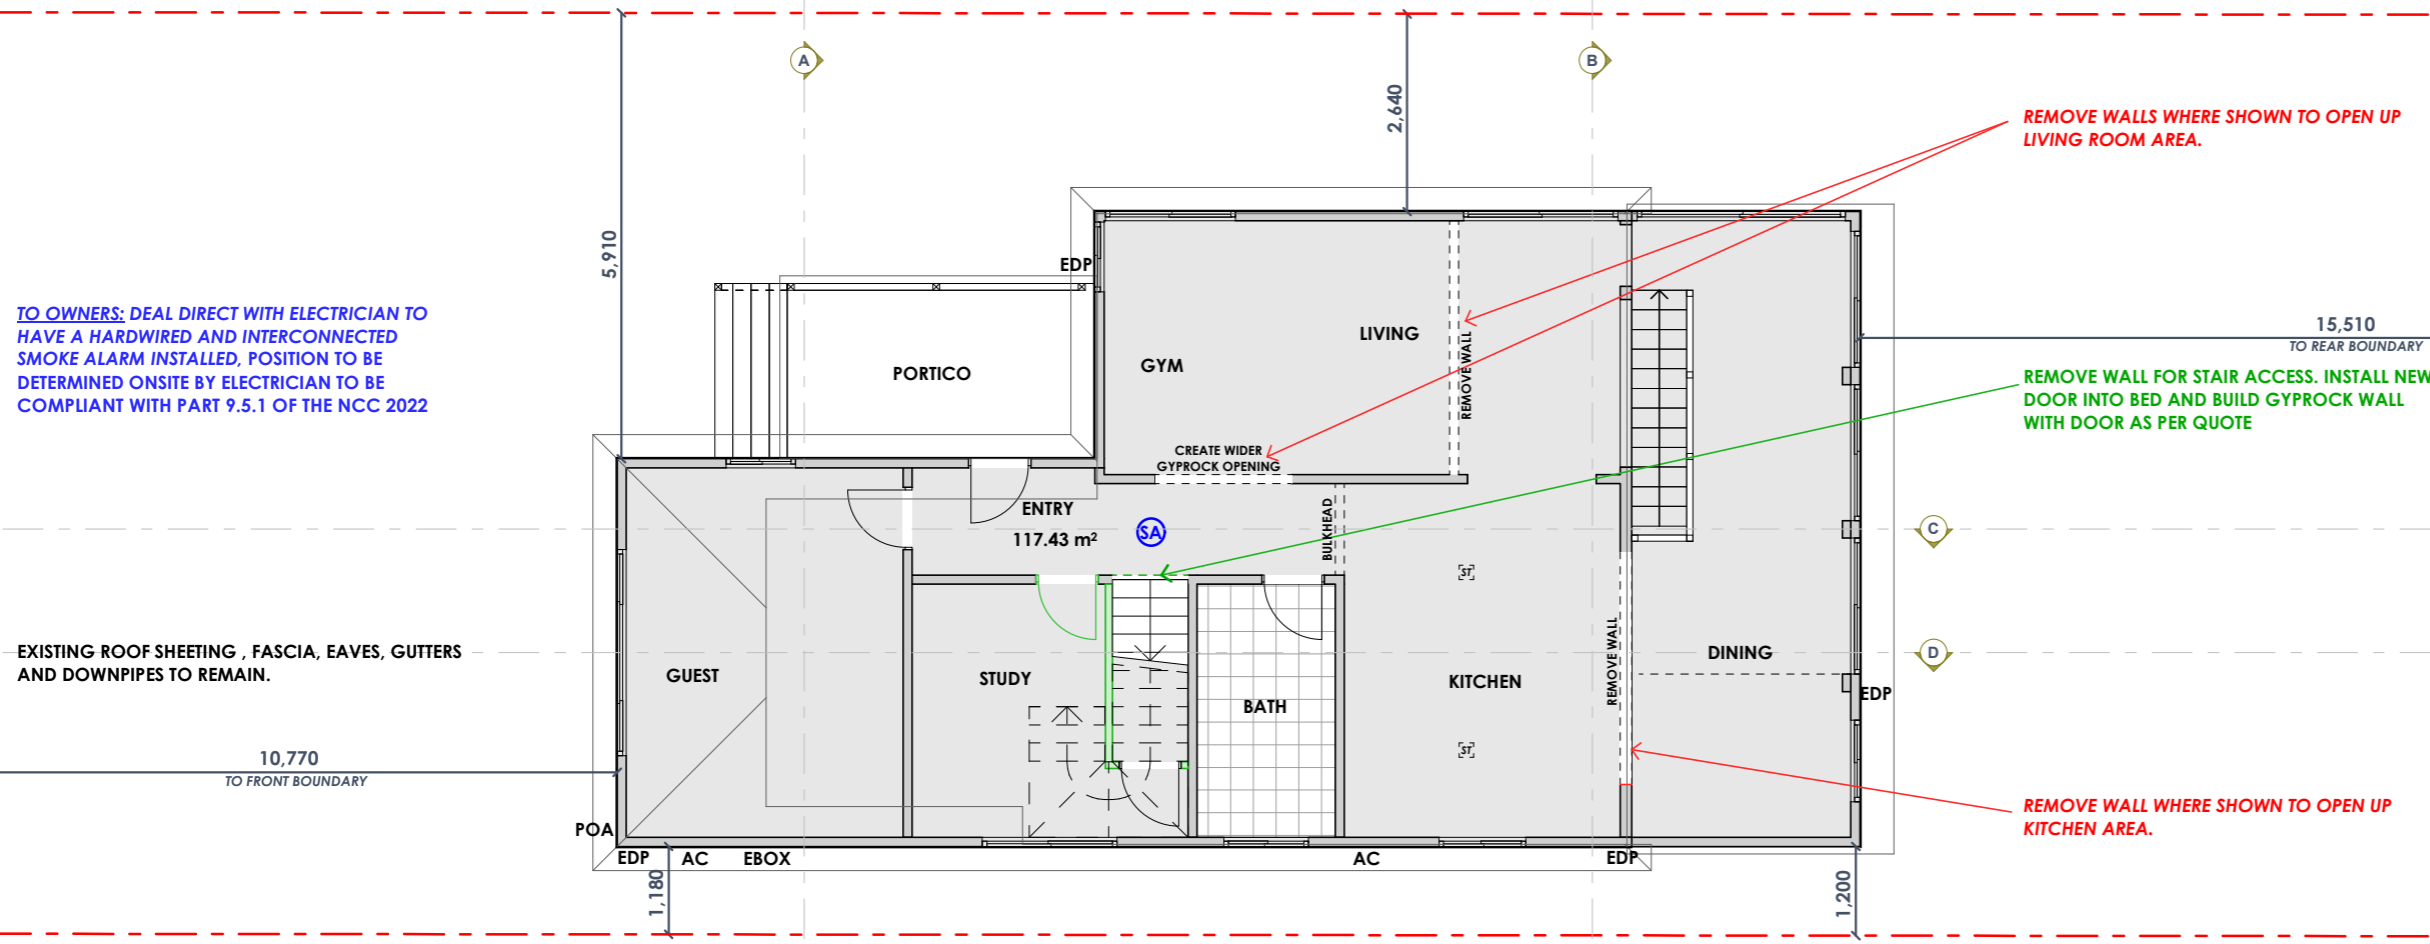 A
B
2,640
5,910
REMOVE WALLS WHERE SHOWN TO OPEN UP
LIVING ROOM AREA.
EDP
TO OWNERS: DEAL DIRECT WITH ELECTRICIAN TO
HAVE A HARDWIRED AND INTERCONNECTED
SMOKE ALARM INSTALLED, POSITION TO BE
DETERMINED ONSITE BY ELECTRICIAN TO BE
COMPLIANT WITH PART 9.5.1 OF THE NCC 2022
PORTICO
GYM
LIVING
REMOVE WALL
15,510
TO REAR BOUNDARY
REMOVE WALL FOR STAIR ACCESS. INSTALL NEW
DOOR INTO BED AND BUILD GYPROCK WALL
WITH DOOR AS PER QUOTE
CREATE WIDER
GYPROCK OPENING
ENTRY
117.43 m²
SA
BULKHEAD
C
ST
EXISTING ROOF SHEETING , FASCIA, EAVES, GUTTERS
AND DOWNPIPES TO REMAIN.
GUEST
STUDY
BATH
KITCHEN
REMOVE WALL
DINING
D
EDP
ST
10,770
TO FRONT BOUNDARY
REMOVE WALL WHERE SHOWN TO OPEN UP
KITCHEN AREA.
POA
EDP
AC
EBOX
AC
EDP
1,180
1,200